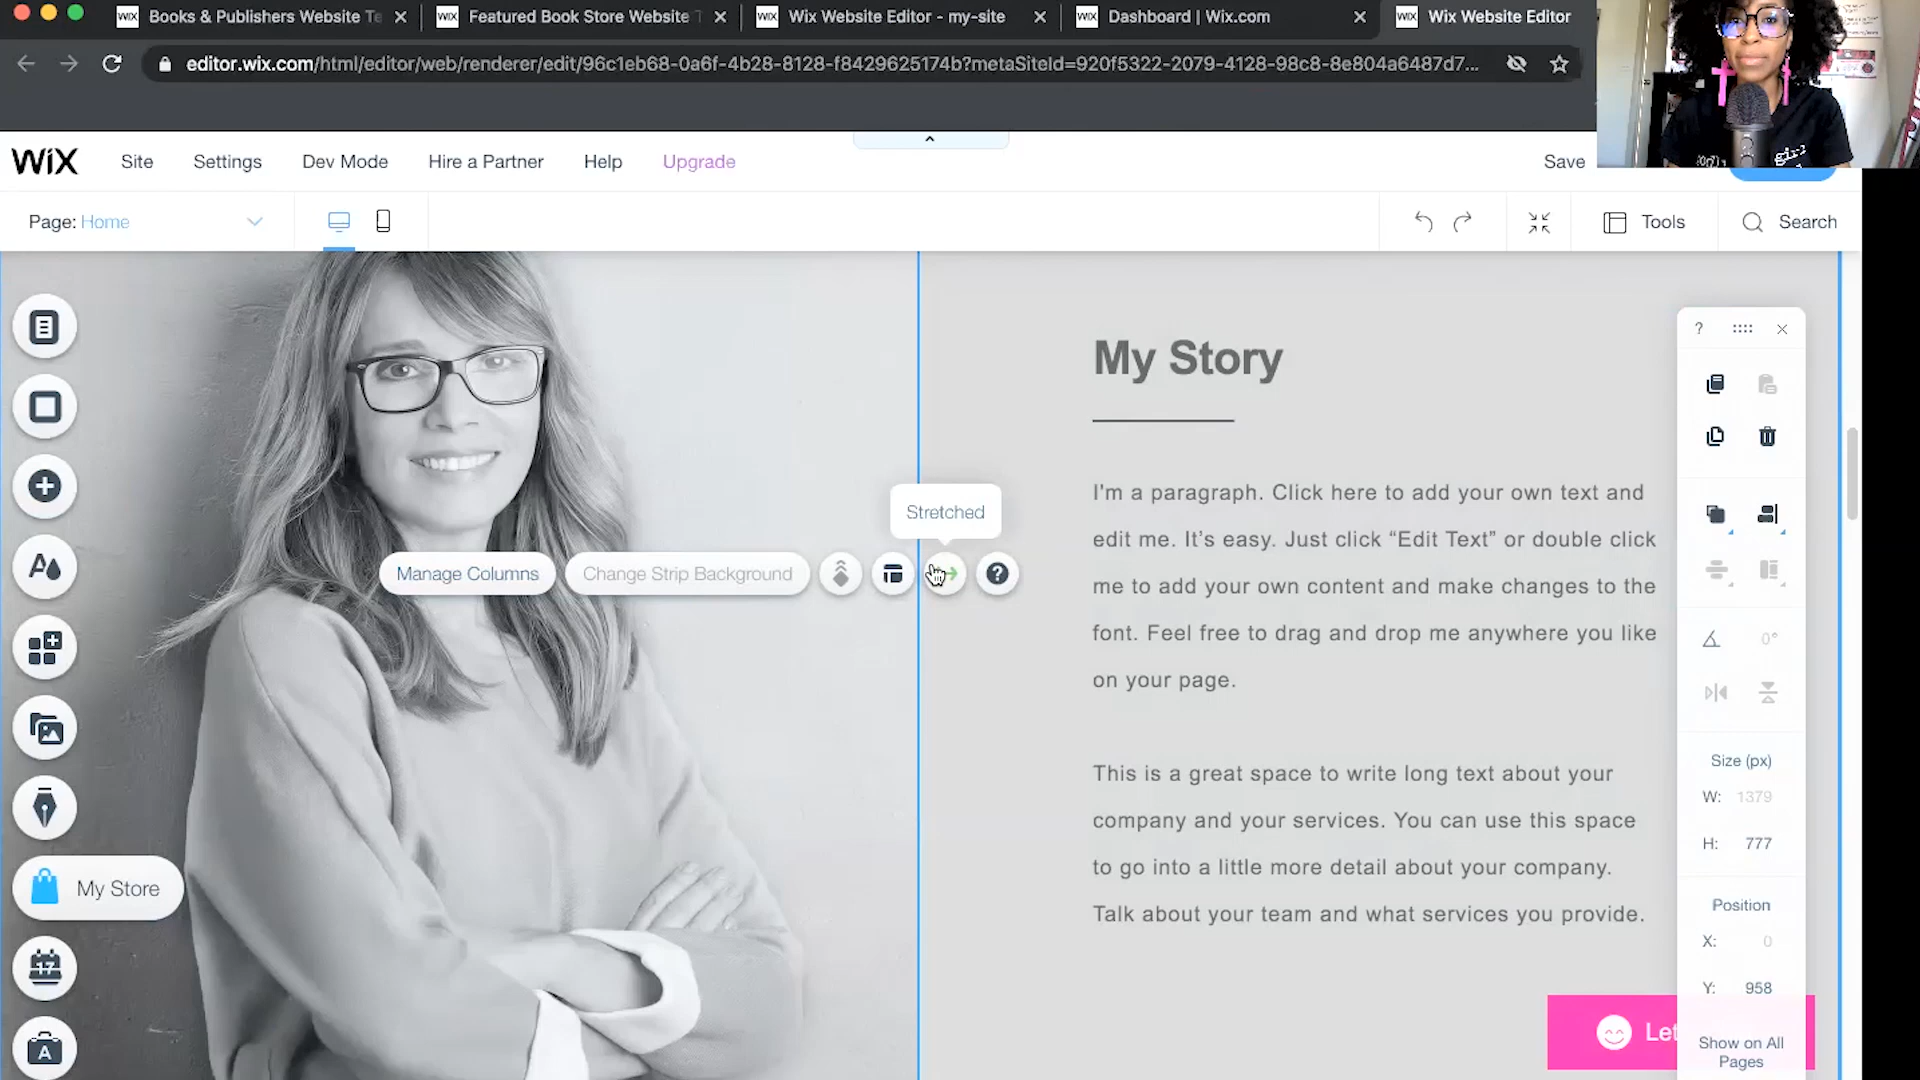 Books & Publishers Website Te
Featured Book Store Website T
Wix Website Editor - my-site
Dashboard | Wix.com
Wix Website Editor
WIX
WIX
WIX
WIX
WIX
editor.wix.com/html/editor/web/renderer/edit/96c1eb68-0a6f-4b28-8128-f8429625174b?metaSiteId=920f5322-2079-4128-98c8-8e804a6487d7...
WiX
Site
Settings
Dev Mode
Hire a Partner
Help
Upgrade
Save
girl
Page: Home
Tools
Search
My Story
Stretched
Manage Columns
Change Strip Background
?
I'm a paragraph. Click here to add your own text and
edit me. It’s easy. Just click “Edit Text” or double click
me to add your own content and make changes to the
font. Feel free to drag and drop me anywhere you like
on your page.
This is a great space to write long text about your
company and your services. You can use this space
to go into a little more detail about your company.
Talk about your team and what services you provide.
My Store
17
A
?
0°
Size (px)
W: 1379
H: 777
Position
X: 0
Y: 958
Show on All
Pages
Let